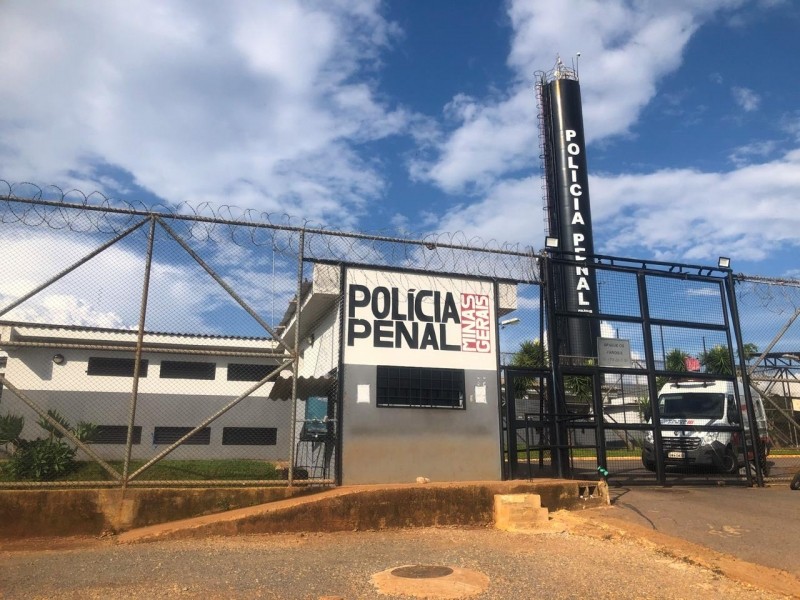 POLÍCIA
PENAL
MINAS
GERAIS
POLICIA PENAL